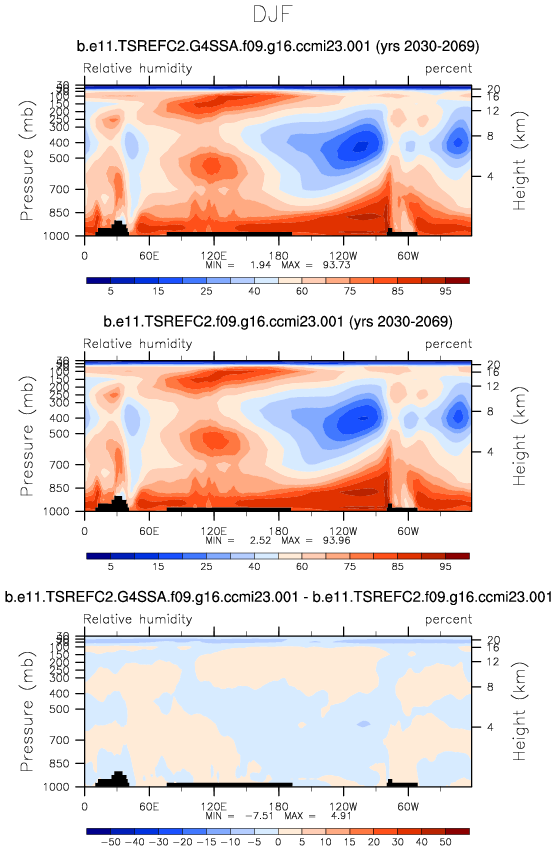 DJF
b.e11.TSREFC2.G4SSA.f09.g16.ccmi23.001 (yrs 2030-2069)
Relative humidity percent
Pressure (mb)
30
100
150
200
250
300
400
500
700
850
1000
20
16
12
8
4
Height (km)
0 60E 120E 180 120W 60W
MIN = 1.94 MAX = 93.73
5 15 25 40 60 75 85 95
b.e11.TSREFC2.f09.g16.ccmi23.001 (yrs 2030-2069)
Relative humidity percent
Pressure (mb)
30
100
150
200
250
300
400
500
700
850
1000
20
16
12
8
4
Height (km)
0 60E 120E 180 120W 60W
MIN = 2.52 MAX = 93.96
5 15 25 40 60 75 85 95
b.e11.TSREFC2.G4SSA.f09.g16.ccmi23.001 - b.e11.TSREFC2.f09.g16.ccmi23.001
Relative humidity percent
Pressure (mb)
30
100
150
200
250
300
400
500
700
850
1000
20
16
12
8
4
Height (km)
0 60E 120E 180 120W 60W
MIN = -7.51 MAX = 4.91
-50 -40 -30 -20 -15 -10 -5 0 5 10 15 20 30 40 50